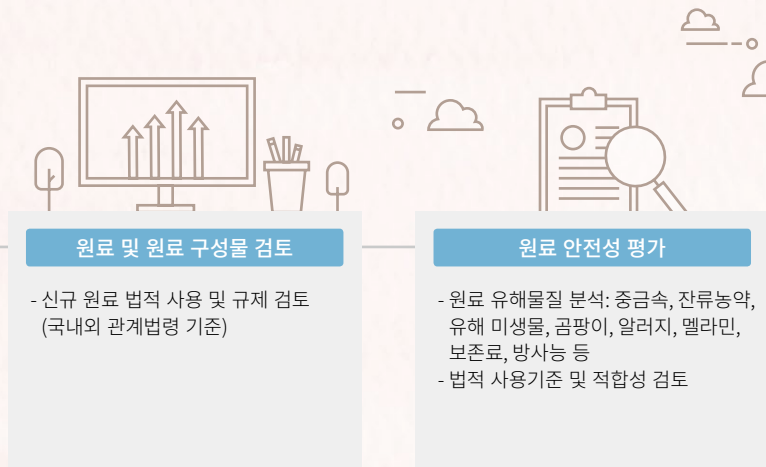 원료 및 원료 구성물 검토
- 신규 원료 법적 사용 및 규제 검토
(국내외 관계법령 기준)
원료 안전성 평가
- 원료 유해물질 분석: 중금속, 잔류농약,
유해 미생물, 곰팡이, 알러지, 멜라민,
보존료, 방사능 등
- 법적 사용기준 및 적합성 검토